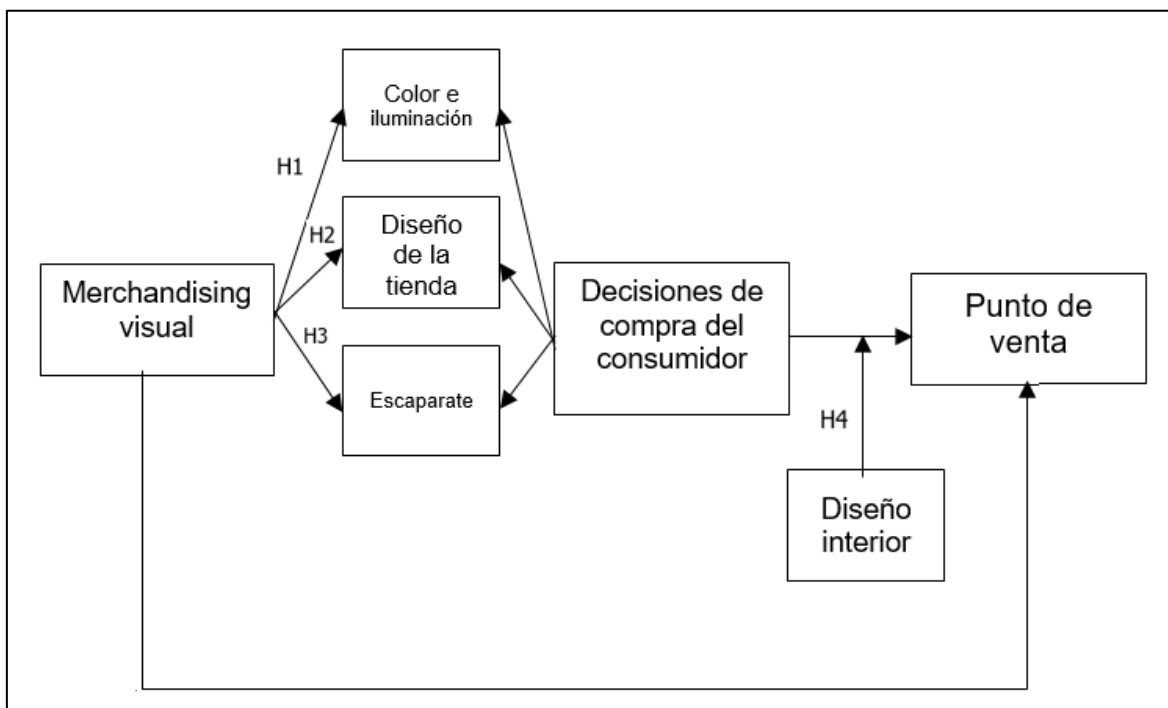 Color e
iluminación
H1
H2
Diseño
de la
tienda
Merchandising
visual
H3
Escaparate
Decisiones de
compra del
consumidor
Punto de
venta
H4
Diseño
interior